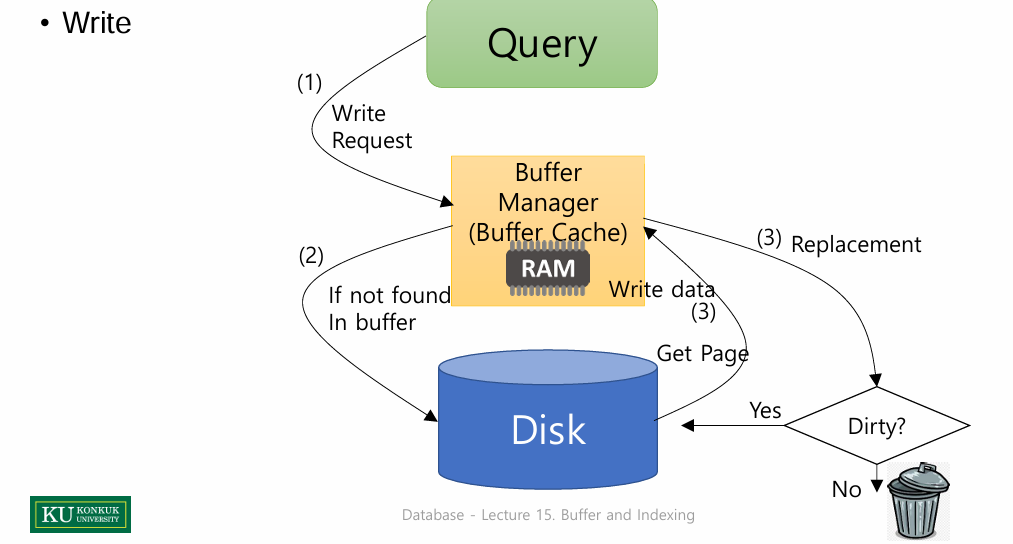 • Write
Query
(1)
Write
Request
Buffer
Manager
(Buffer Cache)
RAM
(2)
If not found
In buffer
(3) Replacement
Write data
(3)
Get Page
Disk
Yes
Dirty?
No
KU KONKUK
UNIVERSITY
Database - Lecture 15. Buffer and Indexing